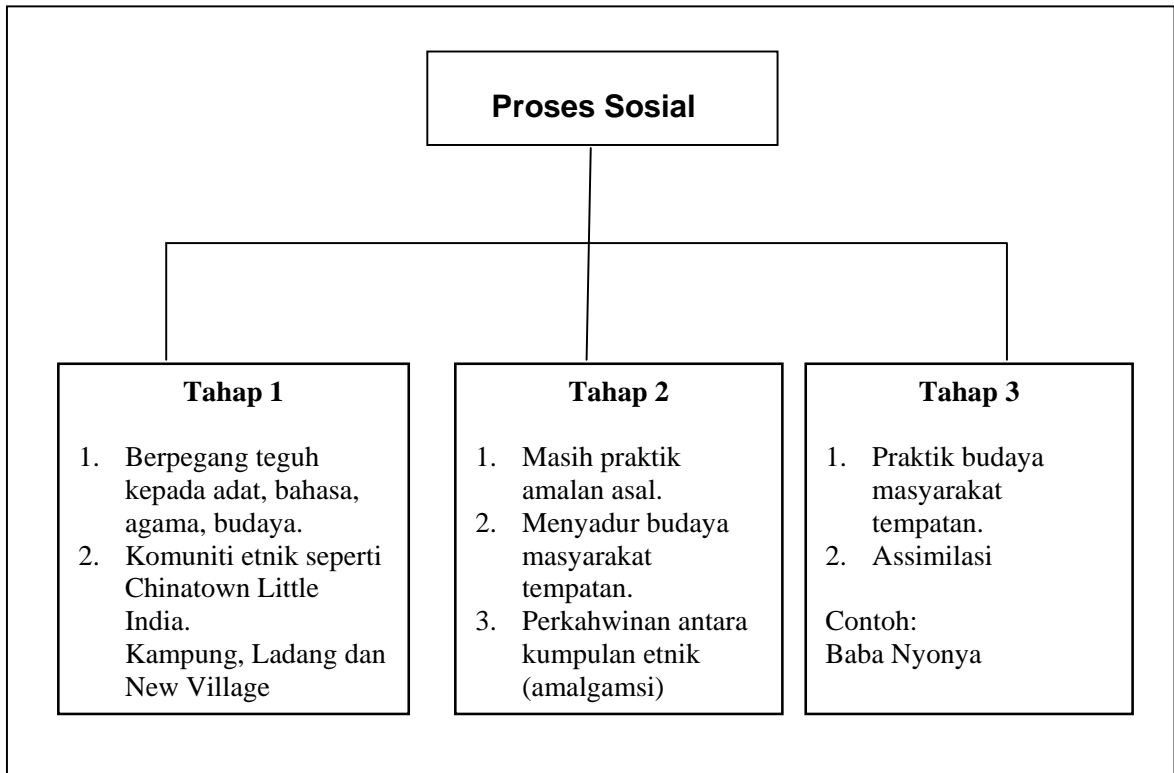 Proses Sosial
Tahap 1
1. Berpegang teguh
kepada adat, bahasa,
agama, budaya.
2. Komuniti etnik seperti
Chinatown Little
India.
Kampung, Ladang dan
New Village
Tahap 2
1. Masih praktik
amalan asal.
2. Menyadur budaya
masyarakat
tempatan.
3. Perkahwinan antara
kumpulan etnik
(amalgamsi)
Tahap 3
1. Praktik budaya
masyarakat
tempatan.
2. Assimilasi
Contoh:
Baba Nyonya